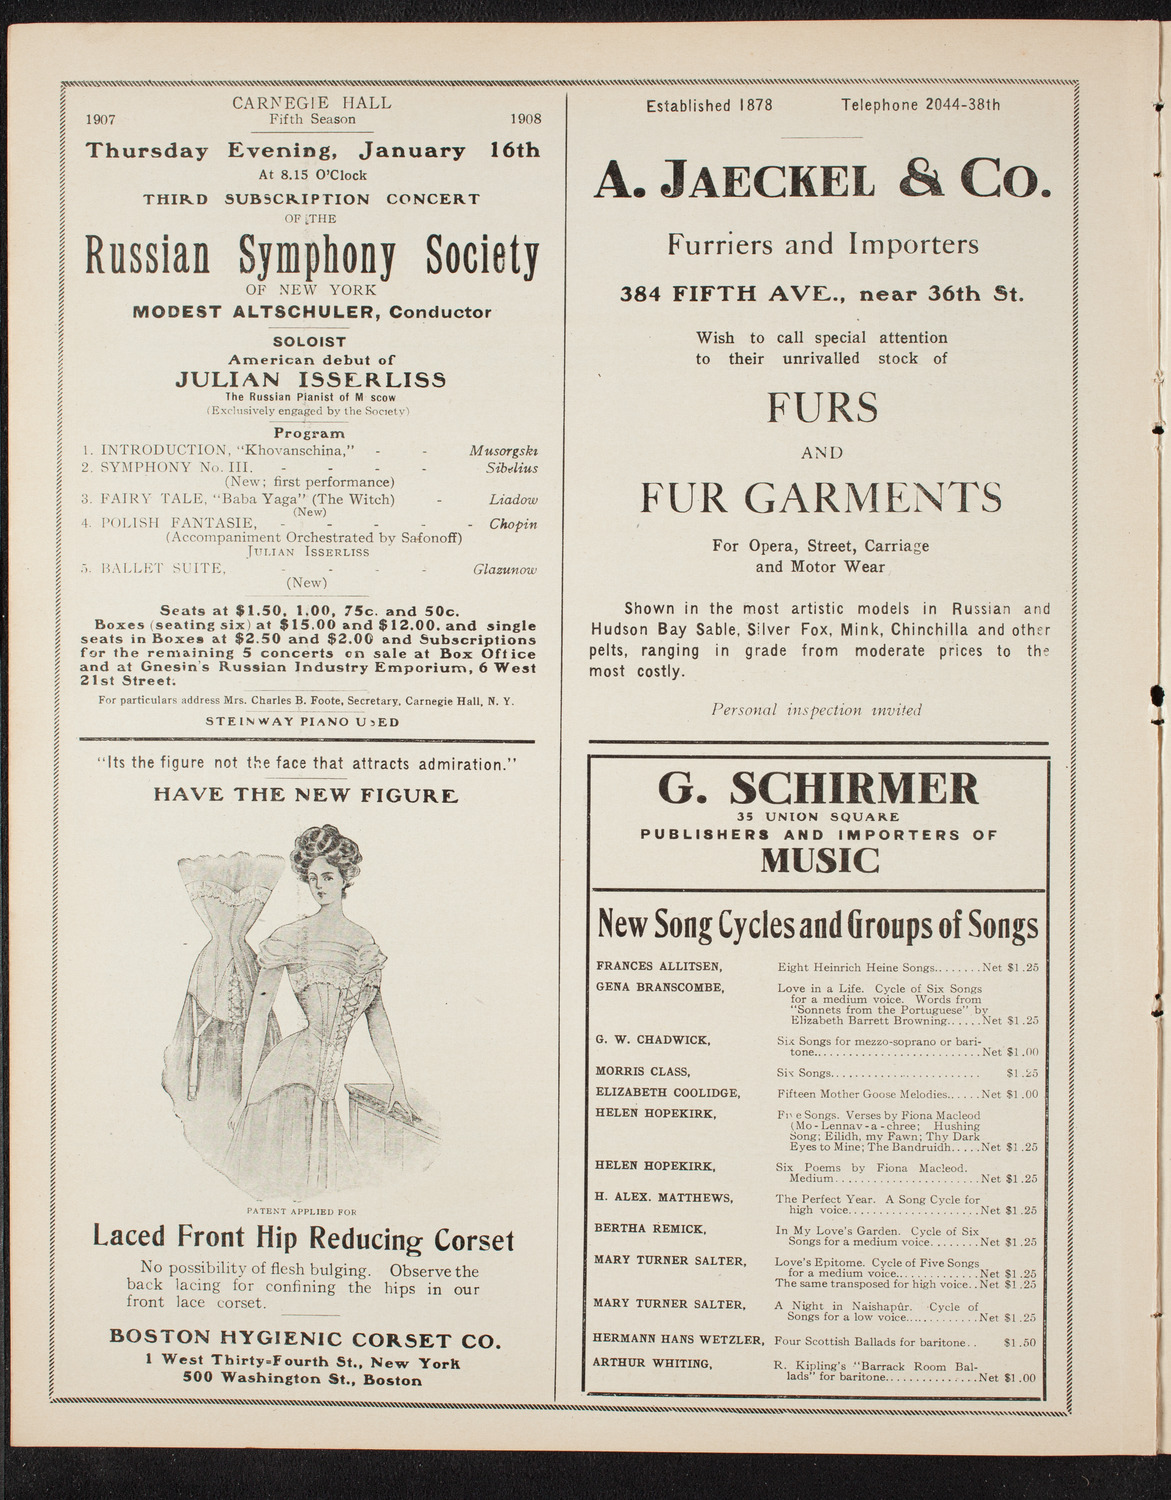 CARNEGIE HALL
1907 Fifth Season 1908
Thursday Evening, January 16th
At 8.15 O'Clock
THIRD SUBSCRIPTION CONCERT
OF THE
Russian Symphony Society
OF NEW YORK
MODEST ALTSCHULER, Conductor
SOLOIST
American debut of
JULIAN ISSERLISS
The Russian Pianist of M scow
(Exclusively engaged by the Society)
Program
1. INTRODUCTION, "Khovanschina," - - Musorgski
2. SYMPHONY No. III. - - - - Sibelius
(New; first performance)
3. FAIRY TALE, "Baba Yaga" (The Witch) - Liadow
(New)
4. POLISH FANTASIE, - - - - - Chopin
(Accompaniment Orchestrated by Safonoff)
JULIAN ISSERLISS
5. BALLET SUITE, - - - - Glazunow
(New)
Seats at $1.50, 1.00, 75c. and 50c.
Boxes (seating six) at $15.00 and $12.00. and single
seats in Boxes at $2.50 and $2.00 and Subscriptions
for the remaining 5 concerts on sale at Box Office
and at Gnesin's Russian Industry Emporium, 6 West
21st Street.
For particulars address Mrs. Charles B. Foote, Secretary, Carnegie Hall, N. Y.
STEINWAY PIANO USED
"Its the figure not the face that attracts admiration."
HAVE THE NEW FIGURE
PATENT APPLIED FOR
Laced Front Hip Reducing Corset
No possibility of flesh bulging. Observe the
back lacing for confining the hips in our
front lace corset.
BOSTON HYGIENIC CORSET CO.
1 West Thirty=Fourth St., New York
500 Washington St., Boston
Established 1878 Telephone 2044-38th
A. JAECKEL & CO.
Furriers and Importers
384 FIFTH AVE., near 36th St.
Wish to call special attention
to their unrivalled stock of
FURS
AND
FUR GARMENTS
For Opera, Street, Carriage
and Motor Wear
Shown in the most artistic models in Russian and
Hudson Bay Sable, Silver Fox, Mink, Chinchilla and other
pelts, ranging in grade from moderate prices to the
most costly.
Personal inspection invited
G. SCHIRMER
35 UNION SQUARE
PUBLISHERS AND IMPORTERS OF
MUSIC
New Song Cycles and Groups of Songs
FRANCES ALLITSEN, Eight Heinrich Heine Songs........Net $1.25
GENA BRANSCOMBE, Love in a Life. Cycle of Six Songs
for a medium voice. Words from
"Sonnets from the Portuguese" by
Elizabeth Barrett Browning......Net $1.25
G. W. CHADWICK, Six Songs for mezzo-soprano or bari-
tone...........................Net $1.00
MORRIS CLASS, Six Songs........................ $1.25
ELIZABETH COOLIDGE, Fifteen Mother Goose Melodies......Net $1.00
HELEN HOPEKIRK, Five Songs. Verses by Fiona Macleod
(Mo-Lennav-a-chree; Hushing
Song; Eilidh, my Fawn; Thy Dark
Eyes to Mine; The Bandruidh.....Net $1.25
HELEN HOPEKIRK, Six Poems by Fiona Macleod.
Medium........................Net $1.25
H. ALEX. MATTHEWS, The Perfect Year. A Song Cycle for
high voice......................Net $1.25
BERTHA REMICK, In My Love's Garden. Cycle of Six
Songs for a medium voice........Net $1.25
MARY TURNER SALTER, Love's Epitome. Cycle of Five Songs
for a medium voice..............Net $1.25
The same transposed for high voice..Net $1.25
MARY TURNER SALTER, A Night in Naishapûr. Cycle of
Songs for a low voice............Net $1.25
HERMANN HANS WETZLER, Four Scottish Ballads for baritone.. $1.50
ARTHUR WHITING, R. Kipling's "Barrack Room Bal-
lads" for baritone...............Net $1.00